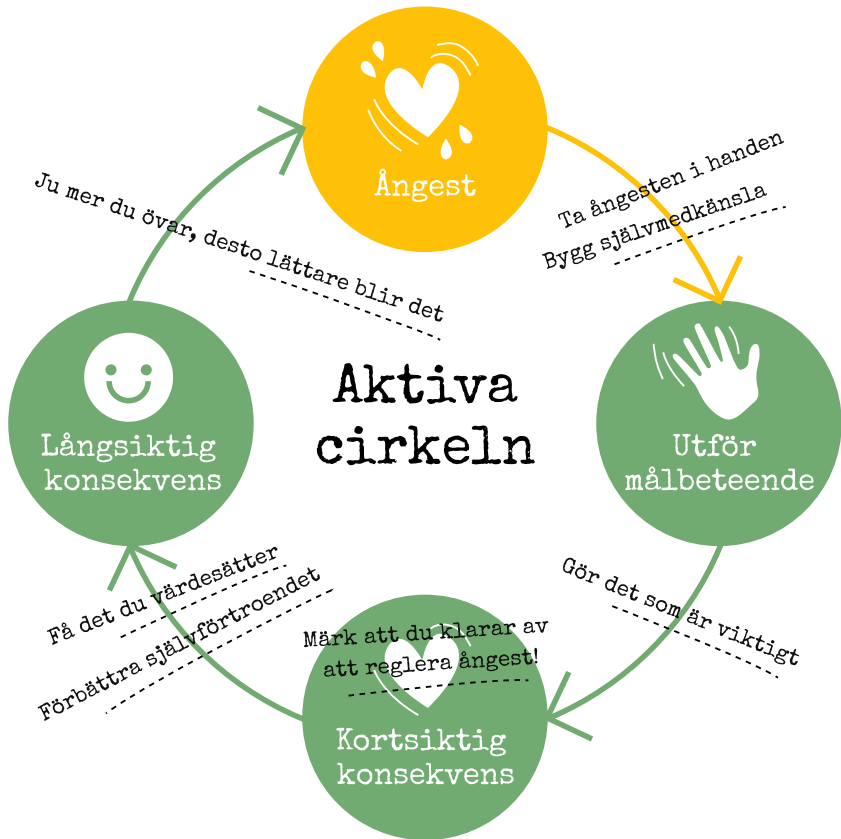 Ångest
Ta ångesten i handen
Bygg självmedkänsla
Utför
målbeteende
Gör det som är viktigt
Märk att du klarar av
att reglera ångest!
Kortsiktig
konsekvens
Få det du värdesätter
Förbättra självförtroendet
Långsiktig
konsekvens
Ju mer du övar, desto lättare blir det
Aktiva
cirkeln